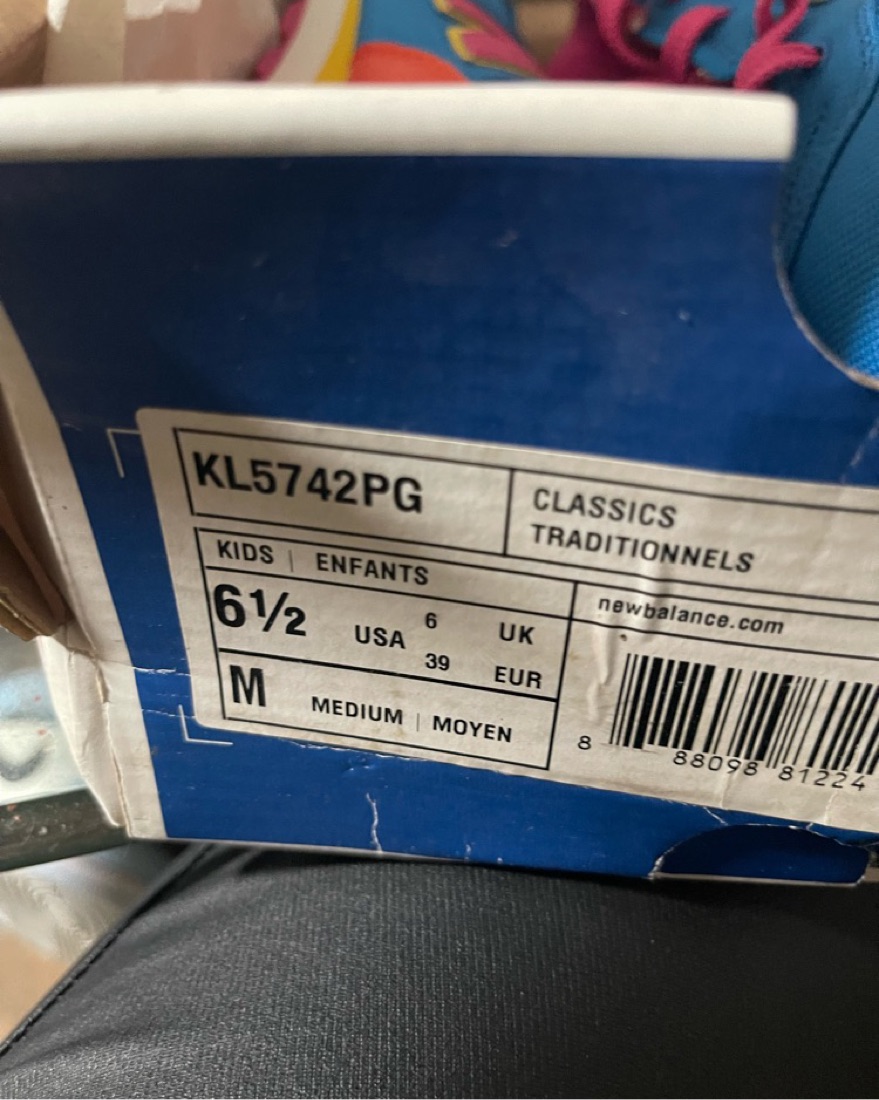 KL5742PG
CLASSICS
TRADITIONNELS
KIDS | ENFANTS
newbalance.com
6½ USA 6 UK
39 EUR
M MEDIUM | MOYEN
8 88098 81224